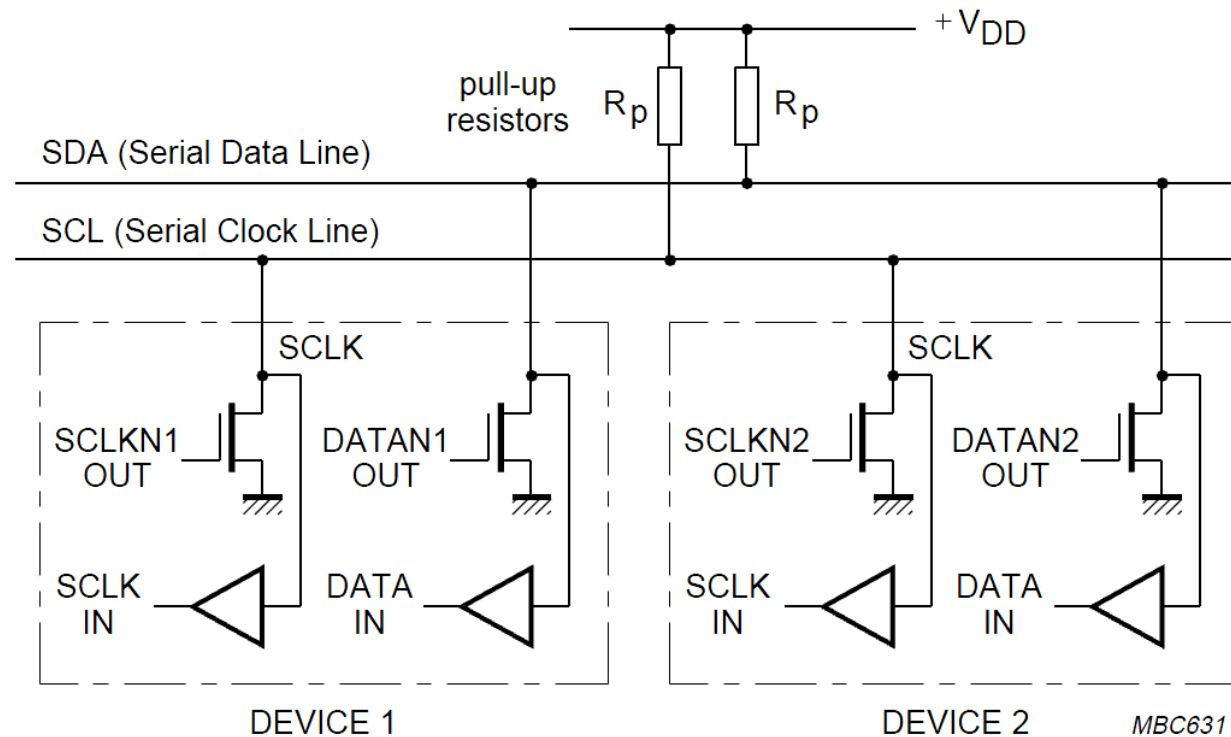 +VDD
pull-up
resistors
Rp
Rp
SDA (Serial Data Line)
SCL (Serial Clock Line)
SCLK
SCLK
SCLKN1
OUT
DATAN1
OUT
SCLKN2
OUT
DATAN2
OUT
SCLK
IN
DATA
IN
SCLK
IN
DATA
IN
DEVICE 1
DEVICE 2
MBC631